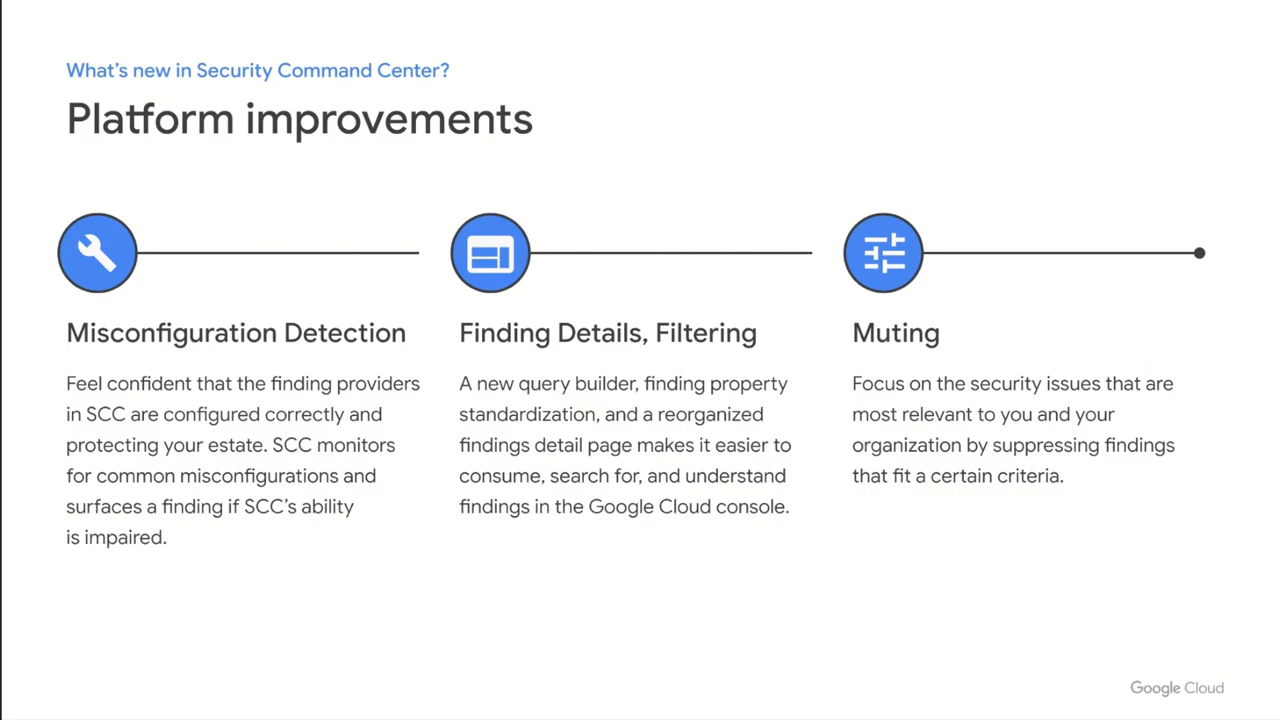 What's new in Security Command Center?
Platform improvements
Misconfiguration Detection
Feel confident that the finding providers
in SCC are configured correctly and
protecting your estate. SCC monitors
for common misconfigurations and
surfaces a finding if SCC's ability
is impaired.
Finding Details, Filtering
A new query builder, finding property
standardization, and a reorganized
findings detail page makes it easier to
consume, search for, and understand
findings in the Google Cloud console.
Muting
Focus on the security issues that are
most relevant to you and your
organization by suppressing findings
that fit a certain criteria.
Google Cloud